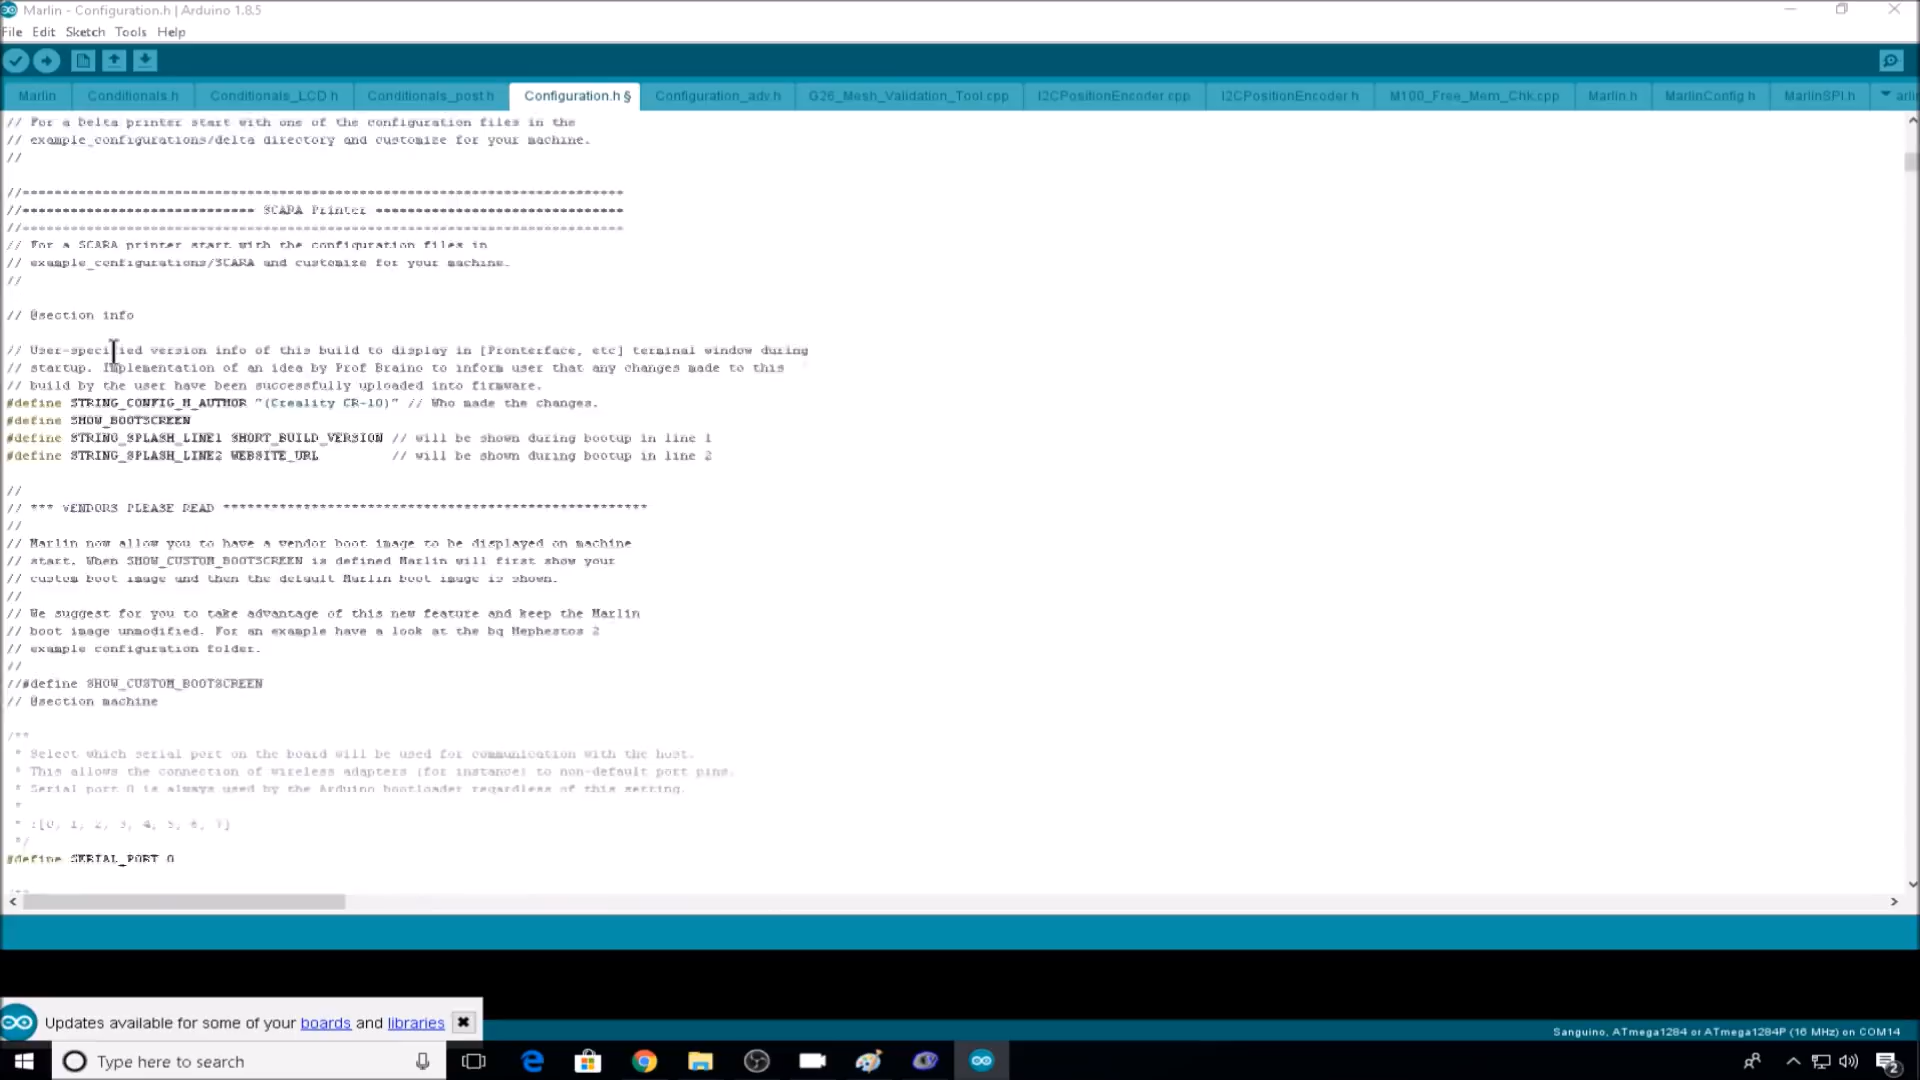 Marlin - Configuration.h | Arduino 1.8.5
File Edit Sketch Tools Help
Marlin Conditionals.h Conditionals_LCD.h Conditionals_post.h Configuration.h § Configuration_adv.h G26_Mesh_Validation_Tool.cpp I2CPositionEncoder.cpp I2CPositionEncoder.h M100_Free_Mem_Chk.cpp Marlin.h MarlinConfig.h MarlinSPI.h
// For a Delta printer start with one of the configuration files in the
// example_configurations/delta directory and customize for your machine.
//
//===========================================================================
//============================= SCARA Printer ===============================
//===========================================================================
// For a SCARA printer start with the configuration files in
// example_configurations/SCARA and customize for your machine.
//
// @section info
// User-specified version info of this build to display in [Pronterface, etc] terminal window during
// startup. Implementation of an idea by Prof Braino to inform user that any changes made to this
// build by the user have been successfully uploaded into firmware.
#define STRING_CONFIG_H_AUTHOR "(Creality CR-10)" // Who made the changes.
#define SHOW_BOOTSCREEN
#define STRING_SPLASH_LINE1 SHORT_BUILD_VERSION // will be shown during bootup in line 1
#define STRING_SPLASH_LINE2 WEBSITE_URL // will be shown during bootup in line 2
//
// *** VENDORS PLEASE READ *****************************************************
//
// Marlin now allow you to have a vendor boot image to be displayed on machine
// start. When SHOW_CUSTOM_BOOTSCREEN is defined Marlin will first show your
// custom boot image and then the default Marlin boot image is shown.
//
// We suggest for you to take advantage of this new feature and keep the Marlin
// boot image unmodified. For an example have a look at the bq Hephestos 2
// example configuration folder.
//
//#define SHOW_CUSTOM_BOOTSCREEN
// @section machine
/**
* Select which serial port on the board will be used for communication with the host.
* This allows the connection of wireless adapters (for instance) to non-default port pins.
* Serial port 0 is always used by the Arduino bootloader regardless of this setting.
*
* :[0, 1, 2, 3, 4, 5, 6, 7]
*/
#define SERIAL_PORT 0
/**
Updates available for some of your boards and libraries
Sanguino, ATmega1284 or ATmega1284P (16 MHz) on COM14
Type here to search
2